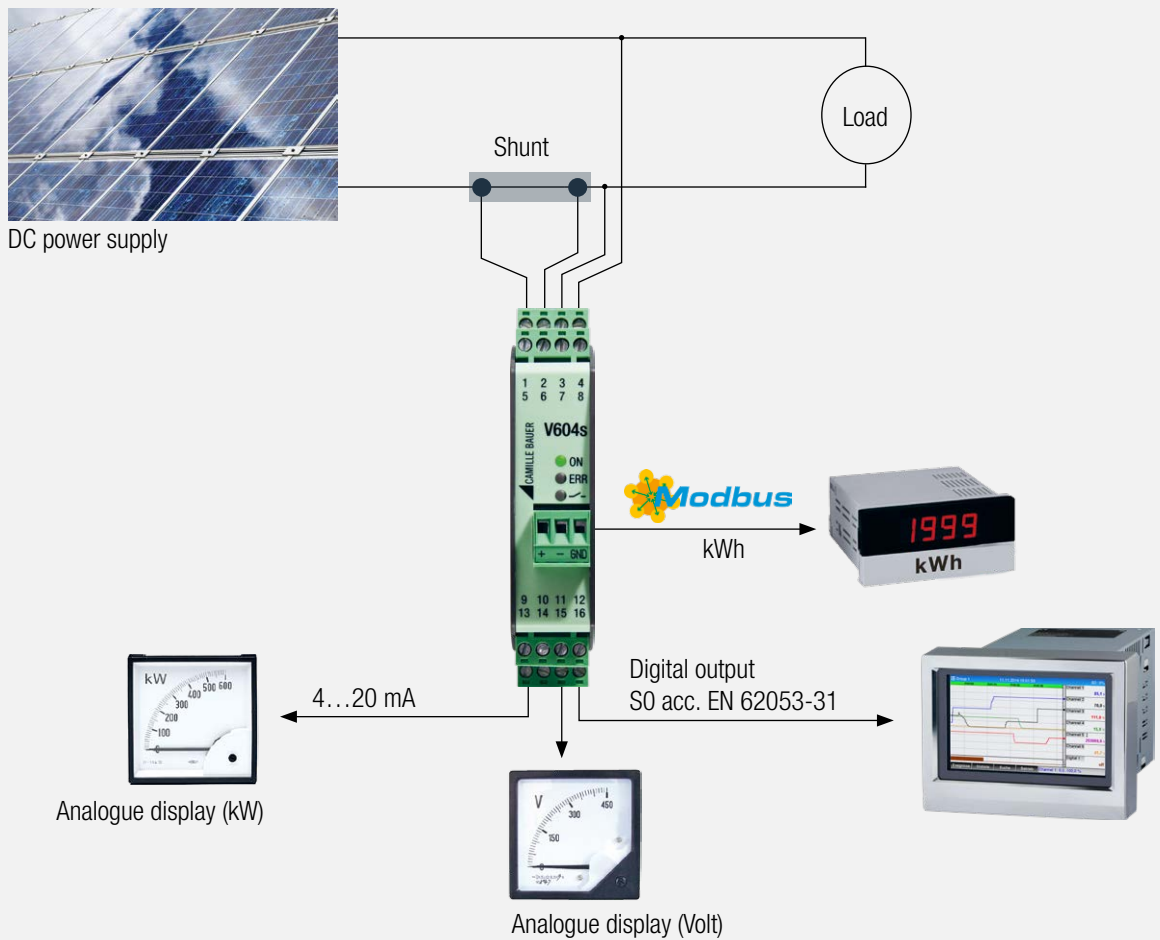 Load
Shunt
DC power supply
1 2 3 4
5 6 7 8
CAMILLE BAUER
V604s
ON
ERR
+ − GND
9 10 11 12
13 14 15 16
Modbus
kWh
1999
kWh
4...20 mA
Digital output
S0 acc. EN 62053-31
kW
0 100 200 300 400 500 600
Analogue display (kW)
V
0 150 300 450
Analogue display (Volt)